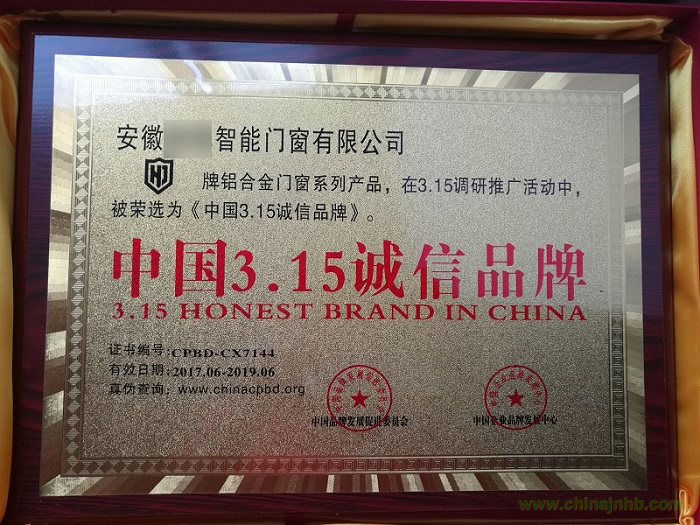 安徽 智能门窗有限公司
牌铝合金门窗系列产品，在3.15调研推广活动中，
被荣选为《中国3.15诚信品牌》。
中国3.15诚信品牌
3.15 HONEST BRAND IN CHINA
证书编号：CPBD-CX7144
有效日期：2017.06-2019.06
真伪查询：www.chinacpbd.org
中国品牌发展促进委员会
中国企业品牌发展中心
www.chinajnhb.com